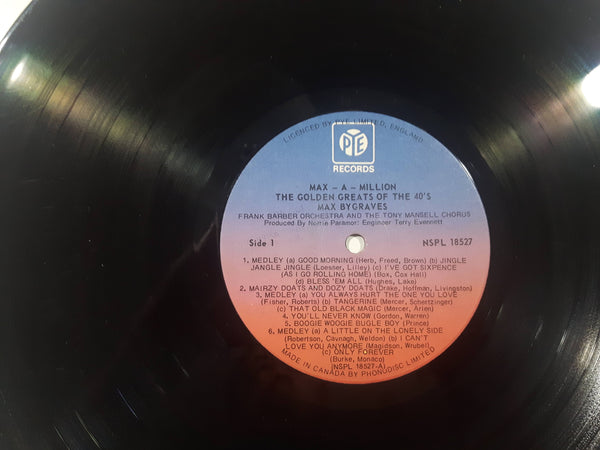 LICENCED BY PYE LIMITED, ENGLAND
PYE
RECORDS
MAX - A - MILLION
THE GOLDEN GREATS OF THE 40'S
MAX BYGRAVES
FRANK BARBER ORCHESTRA AND THE TONY MANSELL CHORUS
Produced By Norrie Paramor: Engineer Terry Evennett
Side 1
NSPL 18527
1. MEDLEY (a) GOOD MORNING (Herb, Freed, Brown) (b) JINGLE
JANGLE JINGLE (Loesner, Lilley) (c) I'VE GOT SIXPENCE
(AS I GO ROLLING HOME) (Box, Cox Hall)
(d) BLESS 'EM ALL (Hughes, Lake)
2. MAIRZY DOATS AND DOZY DOATS (Drake, Hoffman, Livingston)
3. MEDLEY (a) YOU ALWAYS HURT THE ONE YOU LOVE
(Fisher, Roberts) (b) TANGERINE (Mercer, Schertzinger)
(c) THAT OLD BLACK MAGIC (Mercer, Arlen)
4. YOU'LL NEVER KNOW (Gordon, Warren)
5. BOOGIE WOOGIE BUGLE BOY (Prince)
6. MEDLEY (a) A LITTLE ON THE LONELY SIDE
(Robertson, Cavnagh, Weldon) (b) I CAN'T
LOVE YOU ANYMORE (Magidson, Wrubel)
(c) ONLY FOREVER
(Burke, Monaco)
(NSPL 18527-A)
MADE IN CANADA BY PHONODISC LIMITED